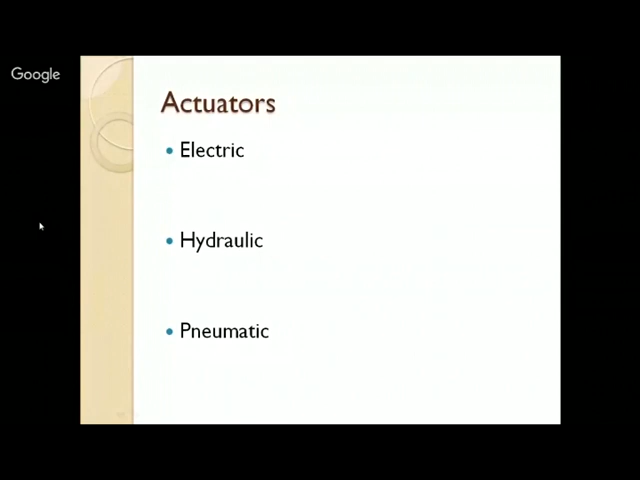 Google
Actuators
• Electric
• Hydraulic
• Pneumatic